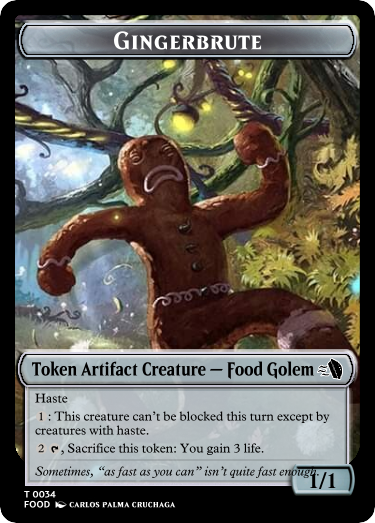 GINGERBRUTE
Token Artifact Creature — Food Golem
Haste
1 : This creature can't be blocked this turn except by
creatures with haste.
2 , Sacrifice this token: You gain 3 life.
Sometimes, "as fast as you can" isn't quite fast enough.
1/1
T 0034
FOOD CARLOS PALMA CRUCHAGA